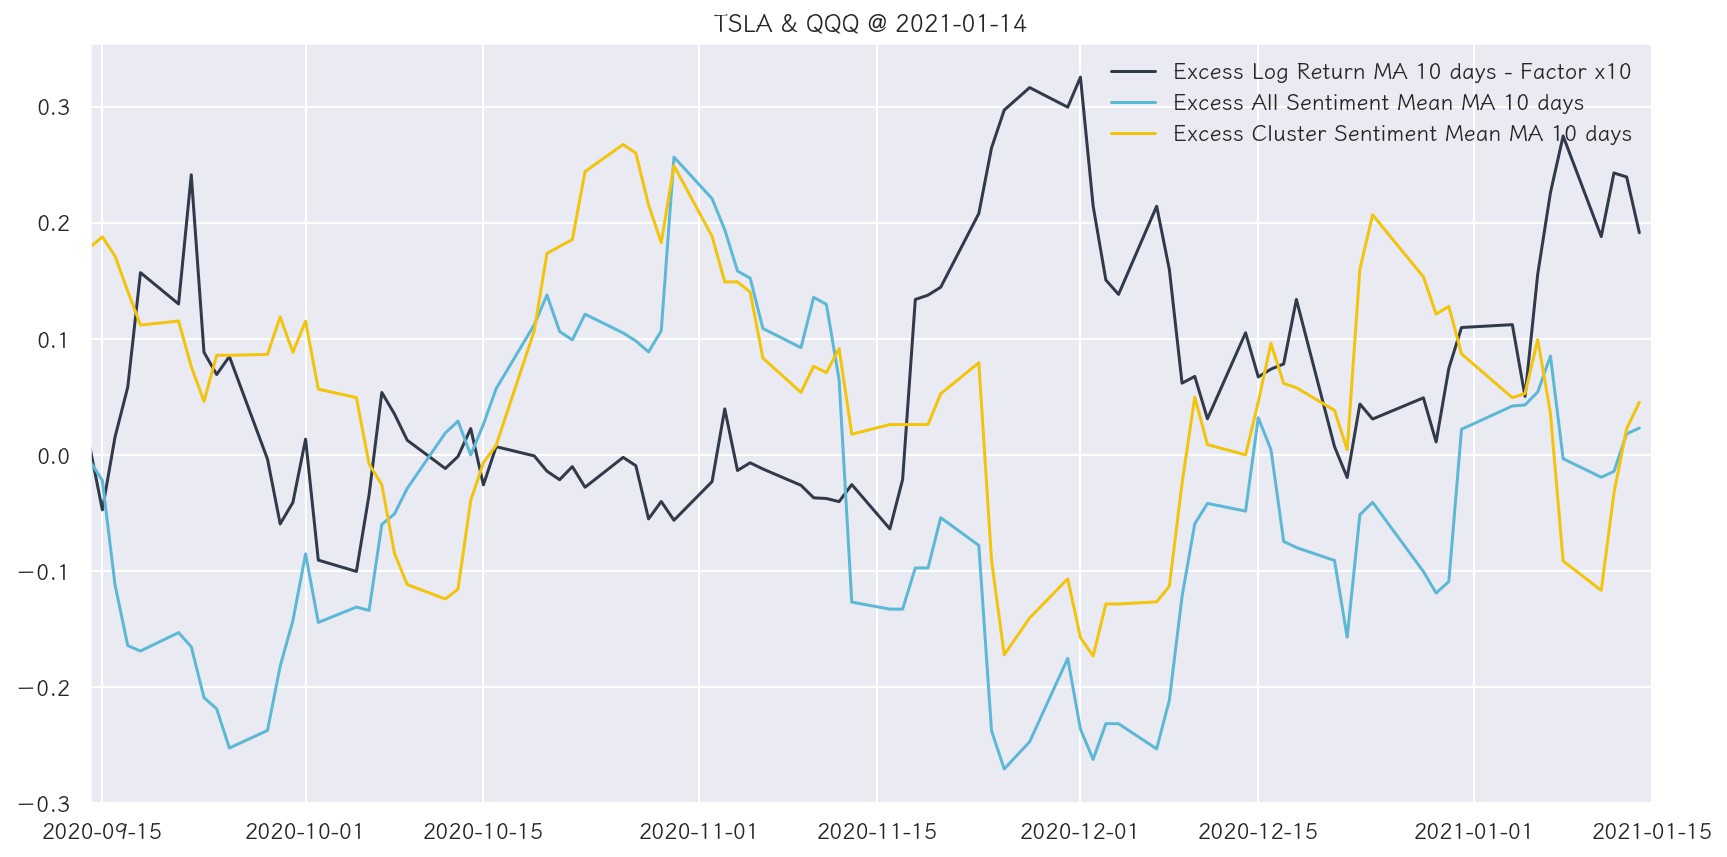 TSLA & QQQ @ 2021-01-14
Excess Log Return MA 10 days - Factor x10
Excess All Sentiment Mean MA 10 days
Excess Cluster Sentiment Mean MA 10 days
0.3
0.2
0.1
0.0
−0.1
−0.2
−0.3
2020-09-15 2020-10-01 2020-10-15 2020-11-01 2020-11-15 2020-12-01 2020-12-15 2021-01-01 2021-01-15